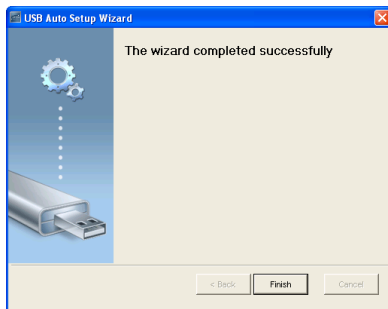 USB Auto Setup Wizard
The wizard completed successfully
< Back Finish Cancel